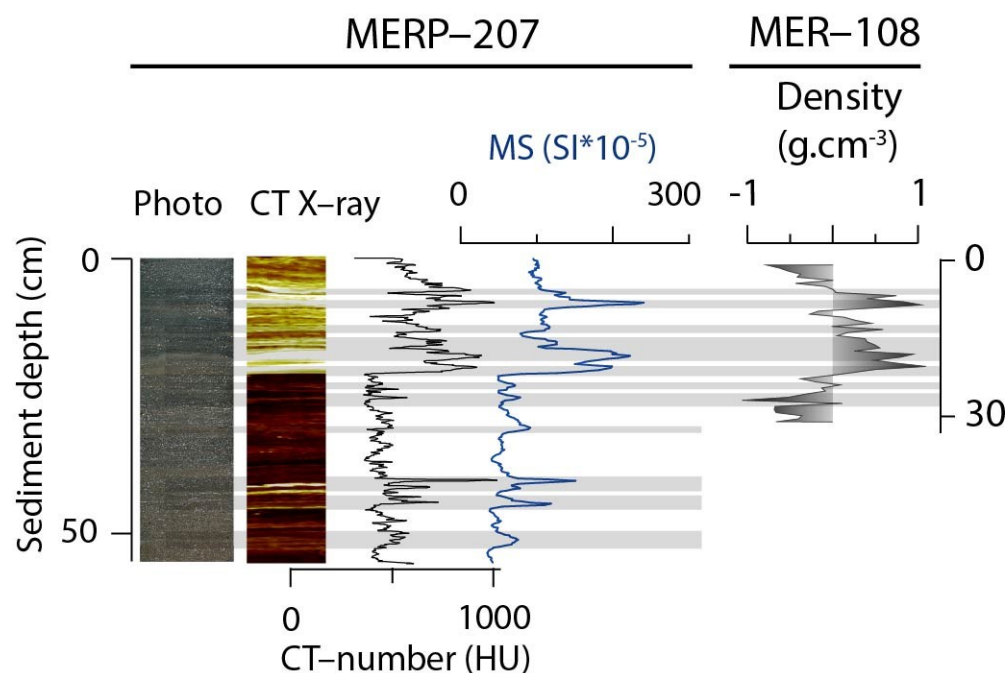 MERP–207
MER–108
Density
(g.cm-3)
MS (SI*10-5)
0
300
-1
1
Photo
CT X–ray
Sediment depth (cm)
0
50
0
30
0
1000
CT–number (HU)